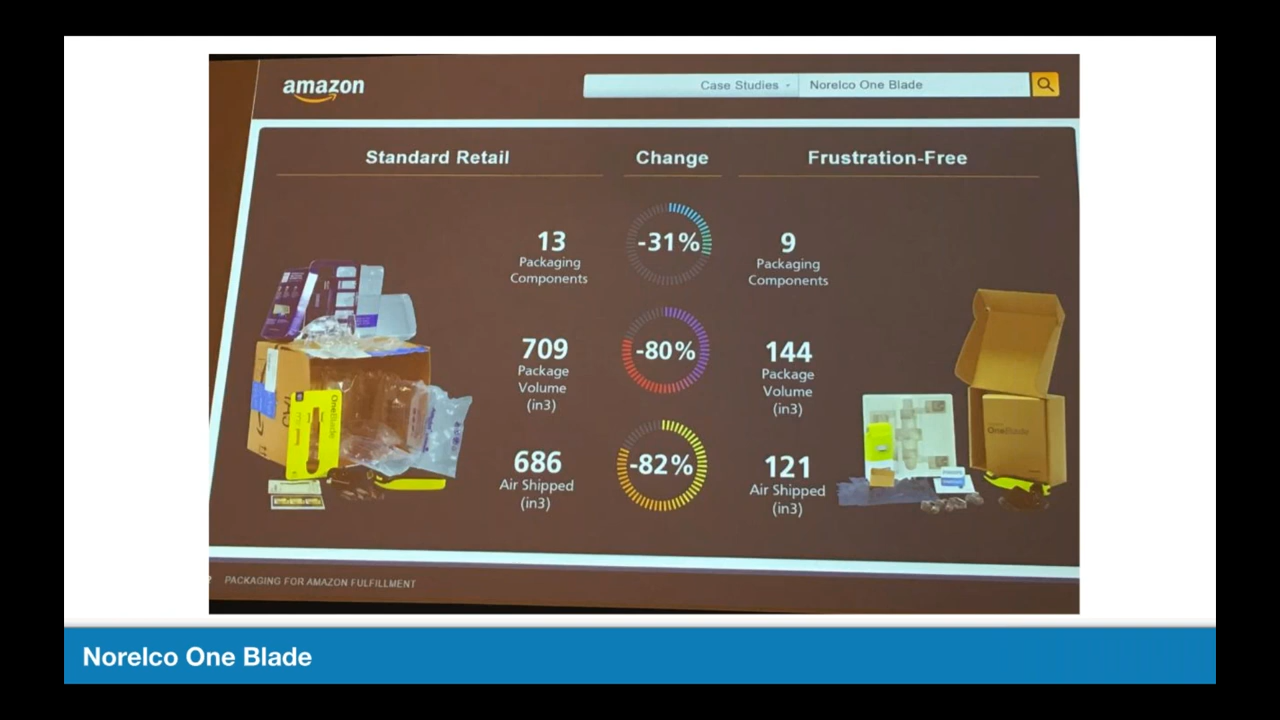 amazon
Case Studies
Norelco One Blade
Standard Retail
Change
Frustration-Free
13
Packaging
Components
-31%
9
Packaging
Components
709
Package
Volume
(in3)
-80%
144
Package
Volume
(in3)
686
Air Shipped
(in3)
-82%
121
Air Shipped
(in3)
OneBlade
OneBlade
PACKAGING FOR AMAZON FULFILLMENT
Norelco One Blade